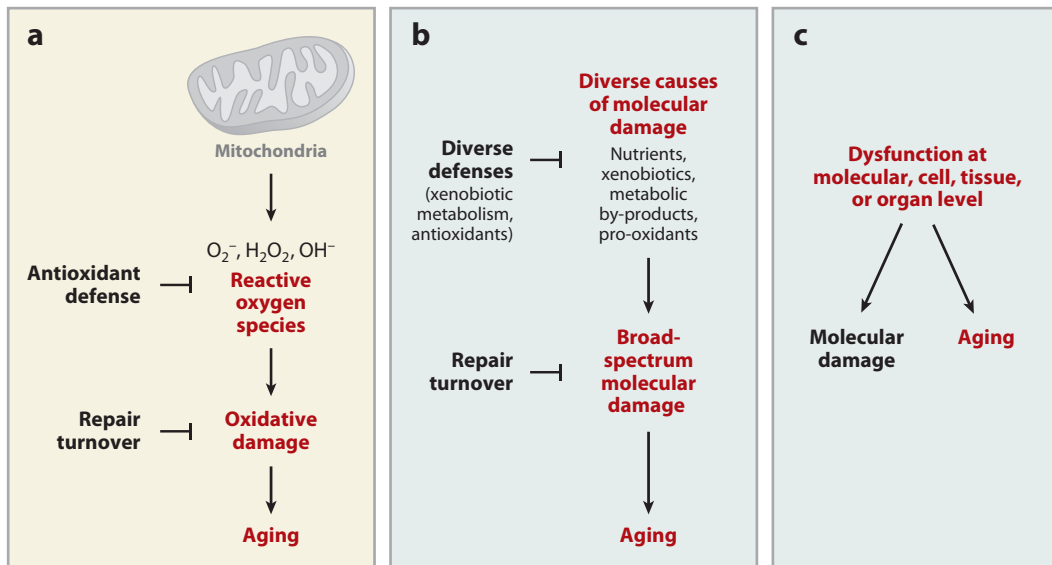 a
Mitochondria
O₂⁻, H₂O₂, OH⁻
Antioxidant
defense
Reactive
oxygen
species
Repair
turnover
Oxidative
damage
Aging
b
Diverse causes
of molecular
damage
Nutrients,
xenobiotics,
metabolic
by-products,
pro-oxidants
Diverse
defenses
(xenobiotic
metabolism,
antioxidants)
Repair
turnover
Broad-
spectrum
molecular
damage
Aging
c
Dysfunction at
molecular, cell, tissue,
or organ level
Molecular
damage
Aging